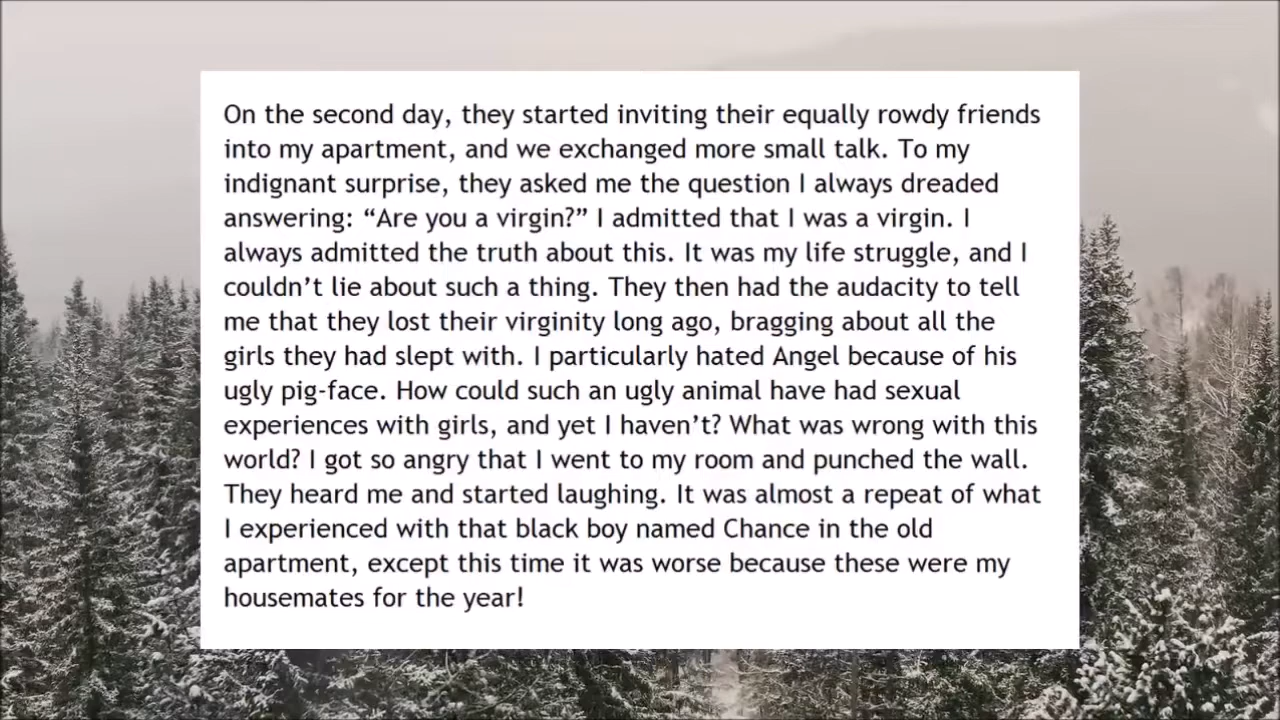 On the second day, they started inviting their equally rowdy friends
into my apartment, and we exchanged more small talk. To my
indignant surprise, they asked me the question I always dreaded
answering: “Are you a virgin?” I admitted that I was a virgin. I
always admitted the truth about this. It was my life struggle, and I
couldn’t lie about such a thing. They then had the audacity to tell
me that they lost their virginity long ago, bragging about all the
girls they had slept with. I particularly hated Angel because of his
ugly pig-face. How could such an ugly animal have had sexual
experiences with girls, and yet I haven’t? What was wrong with this
world? I got so angry that I went to my room and punched the wall.
They heard me and started laughing. It was almost a repeat of what
I experienced with that black boy named Chance in the old
apartment, except this time it was worse because these were my
housemates for the year!